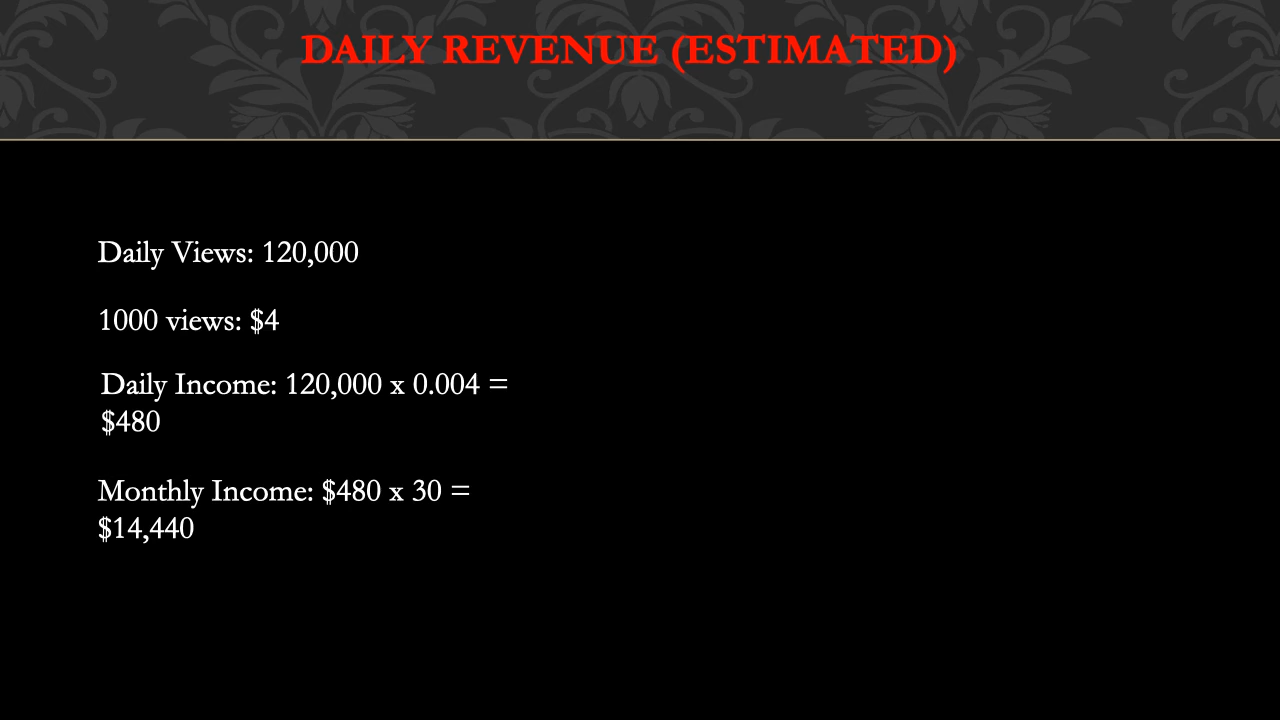 DAILY REVENUE (ESTIMATED)
Daily Views: 120,000
1000 views: $4
Daily Income: 120,000 x 0.004 =
$480
Monthly Income: $480 x 30 =
$14,440